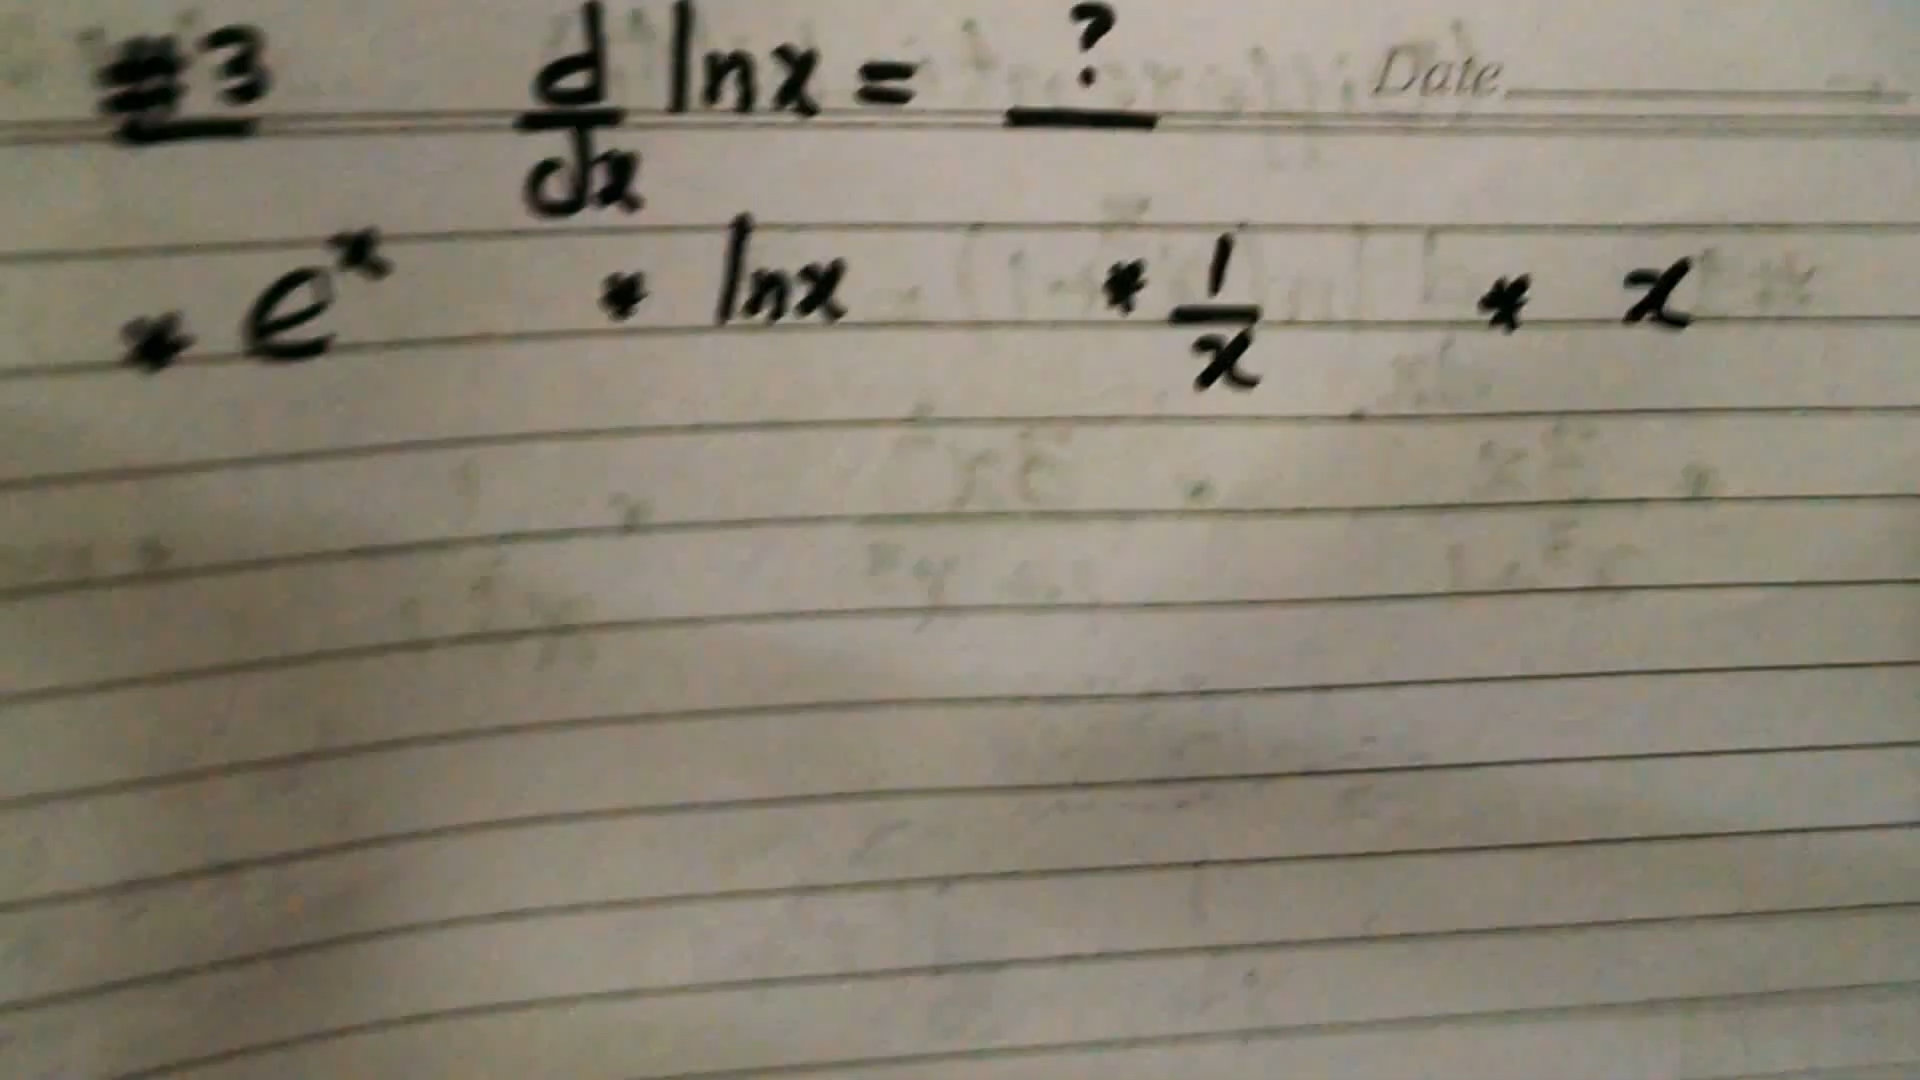 #3 d/dx lnx = ? Date
* e^x * lnx * 1/x * x